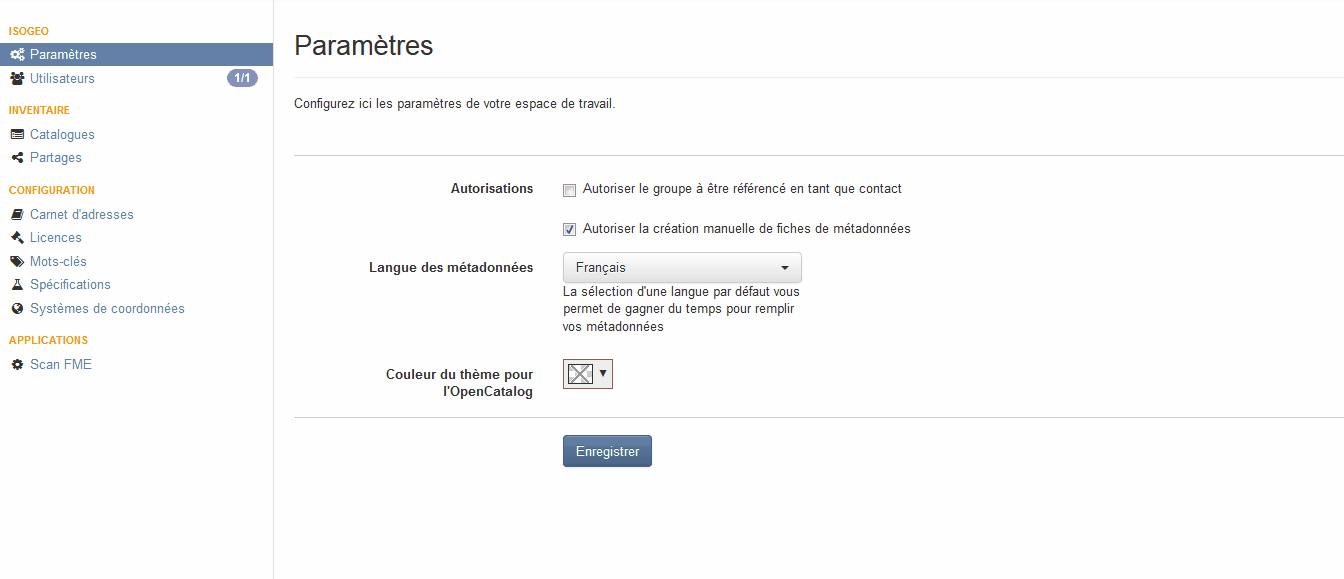 ISOGEO
Paramètres
Utilisateurs 1/1
INVENTAIRE
Catalogues
Partages
CONFIGURATION
Carnet d'adresses
Licences
Mots-clés
Spécifications
Systèmes de coordonnées
APPLICATIONS
Scan FME
Paramètres
Configurez ici les paramètres de votre espace de travail.
Autorisations
Autoriser le groupe à être référencé en tant que contact
Autoriser la création manuelle de fiches de métadonnées
Langue des métadonnées
Français
La sélection d'une langue par défaut vous
permet de gagner du temps pour remplir
vos métadonnées
Couleur du thème pour
l'OpenCatalog
Enregistrer